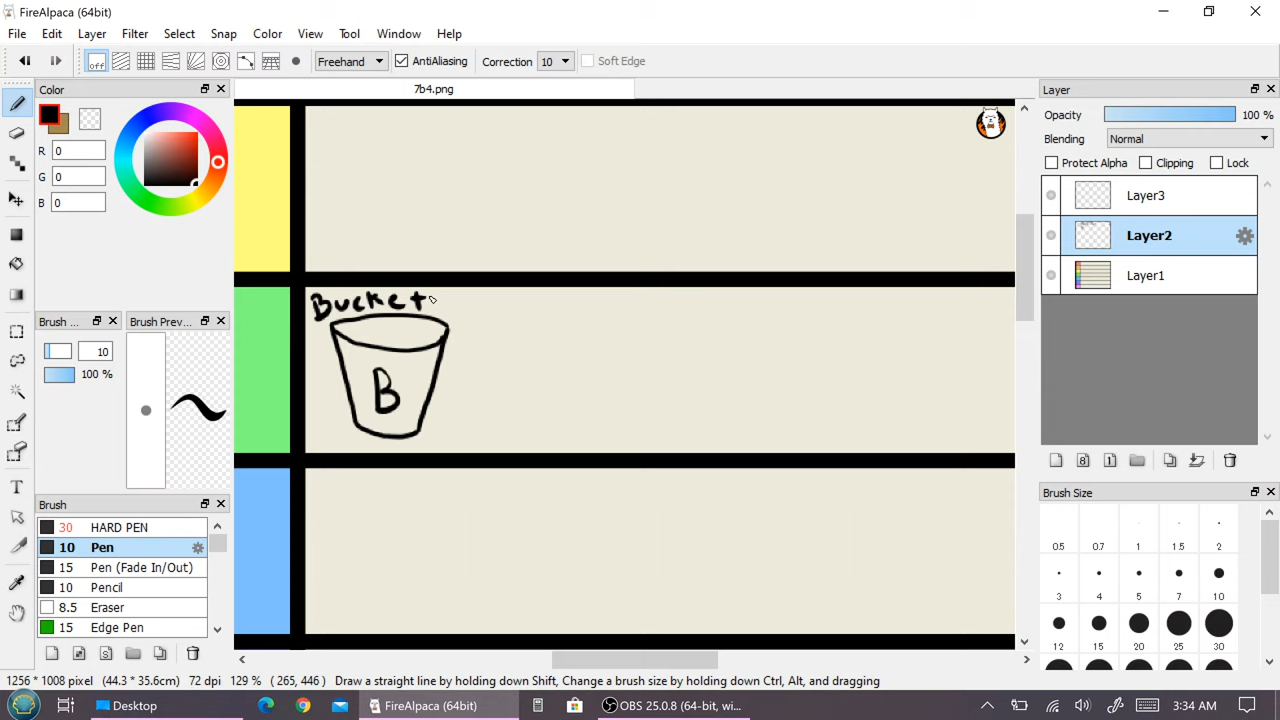 FireAlpaca (64bit)
File Edit Layer Filter Select Snap Color View Tool Window Help
off Freehand AntiAliasing Correction 10 Soft Edge
Color
7b4.png
Layer
R 0
G 0
B 0
Opacity 100 %
Blending Normal
Protect Alpha Clipping Lock
Layer3
Layer2
Layer1
Bucket
B
Brush ... Brush Prev...
10
100 %
Brush
30 HARD PEN
10 Pen
15 Pen (Fade In/Out)
10 Pencil
8.5 Eraser
15 Edge Pen
8 1
Brush Size
0.5 0.7 1 1.5 2
3 4 5 7 10
12 15 20 25 30
1256 * 1008 pixel (44.3 * 35.6cm) 72 dpi 129 % ( 265, 446 ) Draw a straight line by holding down Shift, Change a brush size by holding down Ctrl, Alt, and dragging
Desktop FireAlpaca (64bit) OBS 25.0.8 (64-bit, wi... 3:34 AM